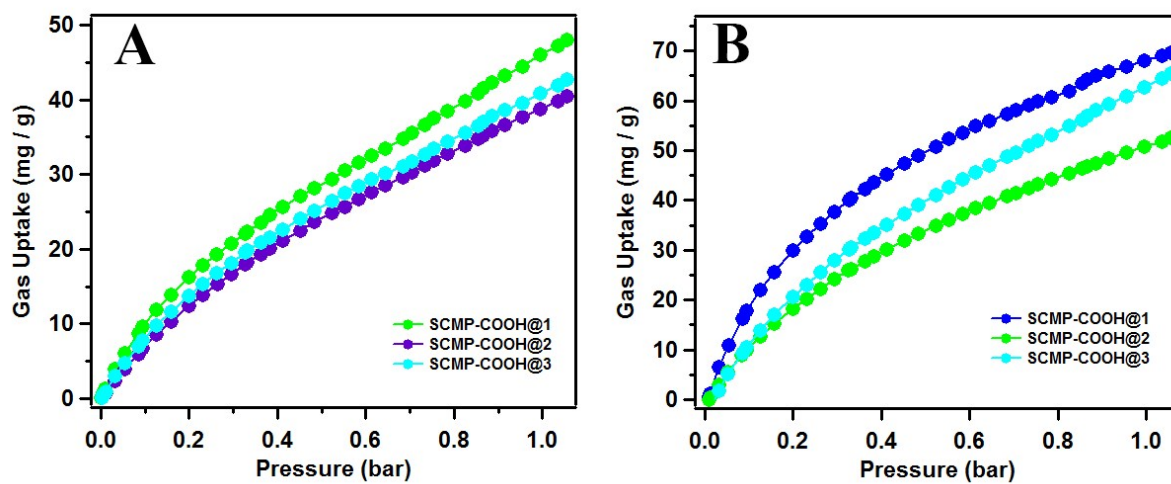 A
Gas Uptake (mg / g)
50
40
30
20
10
0
SCMP-COOH@1
SCMP-COOH@2
SCMP-COOH@3
0.0 0.2 0.4 0.6 0.8 1.0
Pressure (bar)
B
Gas Uptake (mg / g)
70
60
50
40
30
20
10
0
SCMP-COOH@1
SCMP-COOH@2
SCMP-COOH@3
0.0 0.2 0.4 0.6 0.8 1.0
Pressure (bar)